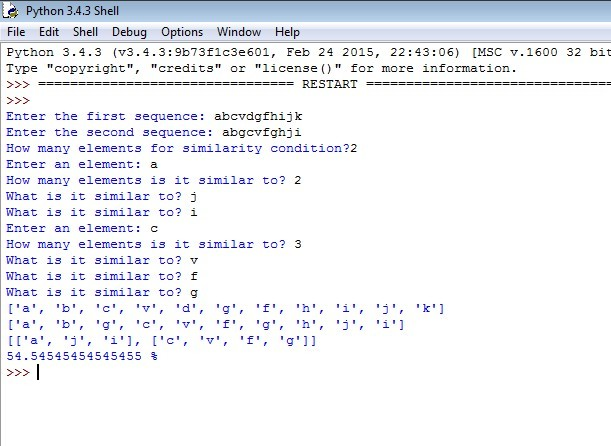 Python 3.4.3 Shell
File Edit Shell Debug Options Window Help
Python 3.4.3 (v3.4.3:9b73f1c3e601, Feb 24 2015, 22:43:06) [MSC v.1600 32 bit
Type "copyright", "credits" or "license()" for more information.
>>> ================================ RESTART ================================
>>>
Enter the first sequence: abcvdgfhijk
Enter the second sequence: abgcvfghji
How many elements for similarity condition?2
Enter an element: a
How many elements is it similar to? 2
What is it similar to? j
What is it similar to? i
Enter an element: c
How many elements is it similar to? 3
What is it similar to? v
What is it similar to? f
What is it similar to? g
['a', 'b', 'c', 'v', 'd', 'g', 'f', 'h', 'i', 'j', 'k']
['a', 'b', 'g', 'c', 'v', 'f', 'g', 'h', 'j', 'i']
[['a', 'j', 'i'], ['c', 'v', 'f', 'g']]
54.54545454545455 %
>>>